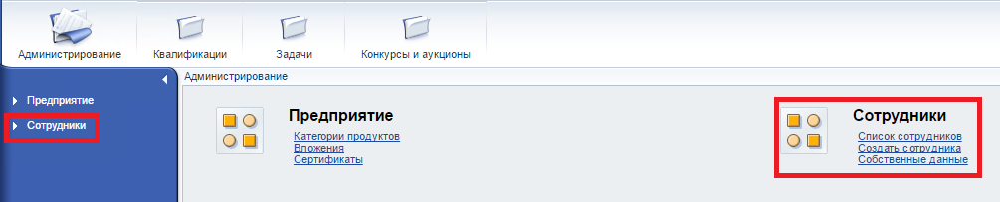 Администрирование
Квалификации
Задачи
Конкурсы и аукционы
Администрирование
Предприятие
Сотрудники
Предприятие
Категории продуктов
Вложения
Сертификаты
Сотрудники
Список сотрудников
Создать сотрудника
Собственные данные